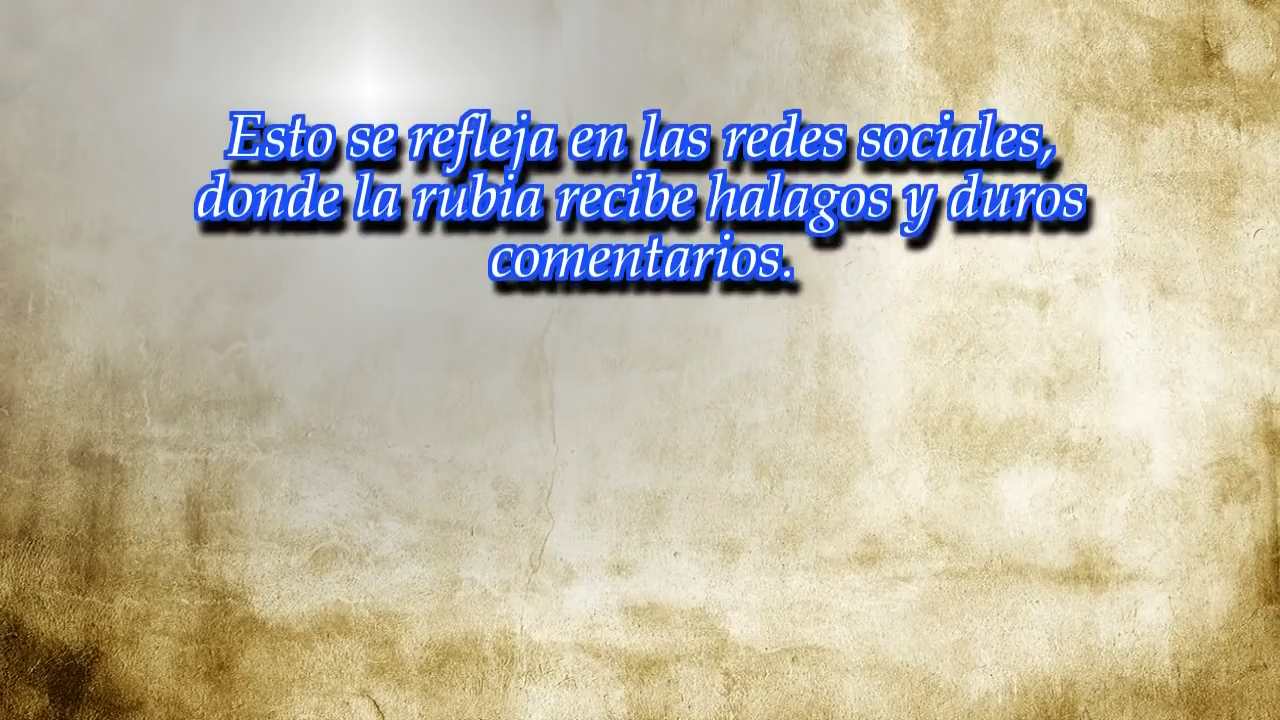 Esto se refleja en las redes sociales,
donde la rubia recibe halagos y duros
comentarios.